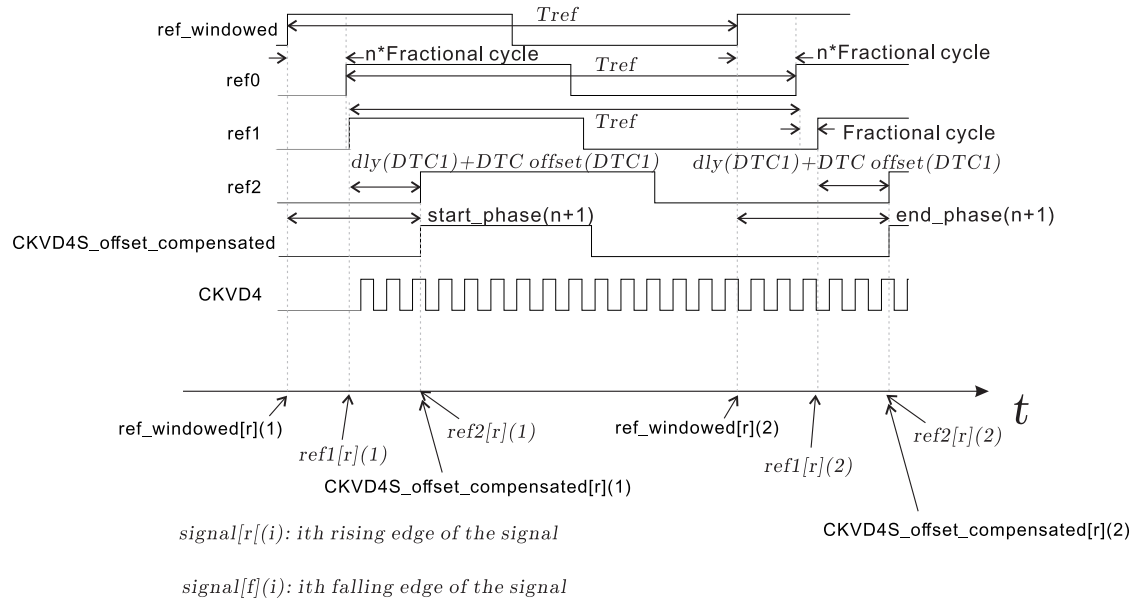 Tref
ref_windowed
n*Fractional cycle
n*Fractional cycle
Tref
ref0
Tref
ref1
Fractional cycle
dly(DTC1)+DTC offset(DTC1)
dly(DTC1)+DTC offset(DTC1)
ref2
start_phase(n+1)
end_phase(n+1)
CKVD4S_offset_compensated
CKVD4
t
ref_windowed[r](1)
ref1[r](1)
ref2[r](1)
CKVD4S_offset_compensated[r](1)
ref_windowed[r](2)
ref1[r](2)
ref2[r](2)
CKVD4S_offset_compensated[r](2)
signal[r[(i): ith rising edge of the signal
signal[f](i): ith falling edge of the signal